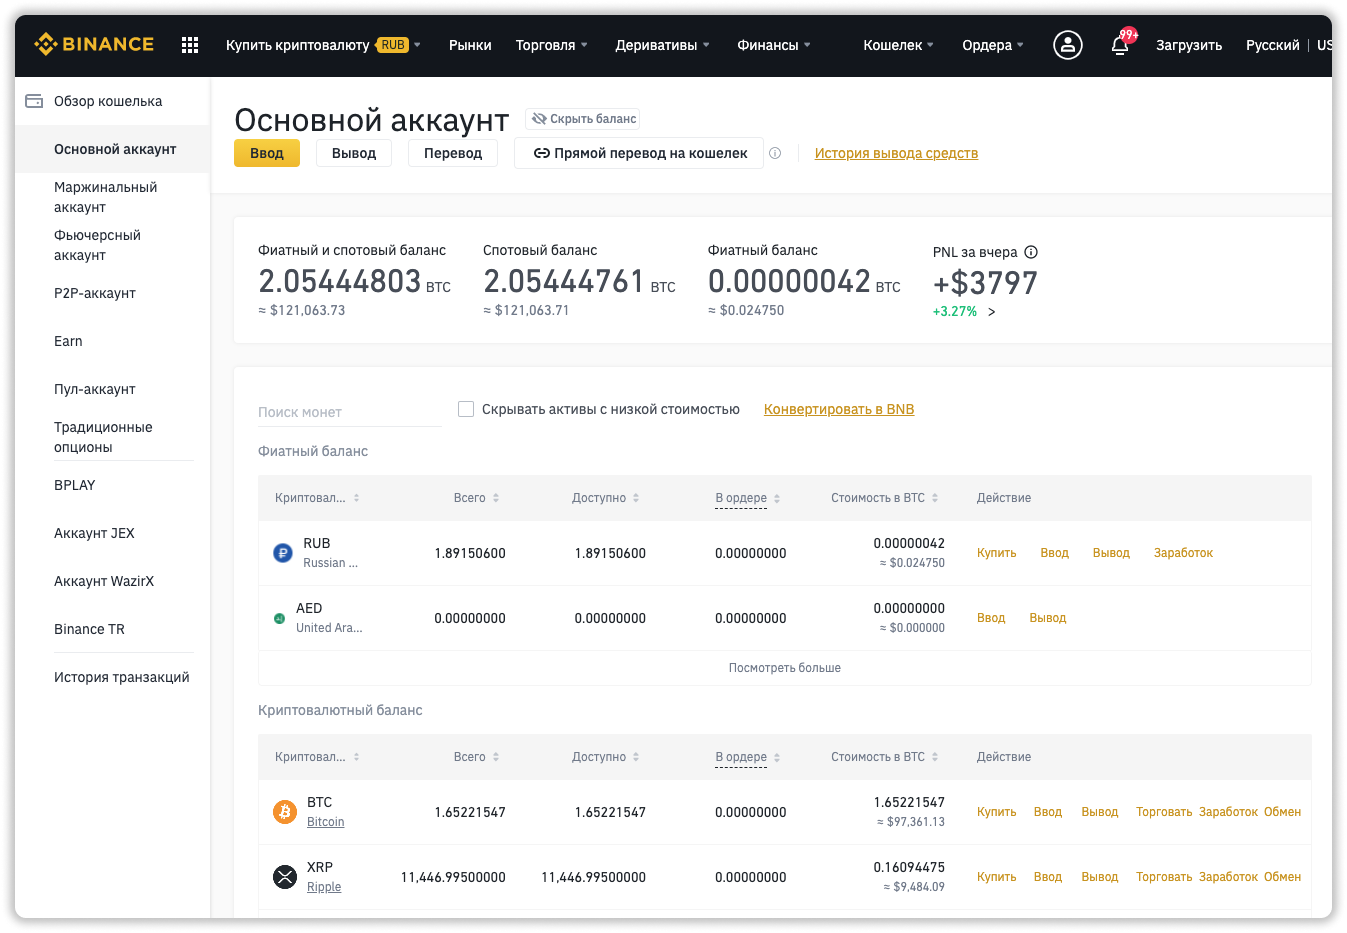 BINANCE
Купить криптовалюту RUB
Рынки
Торговля
Деривативы
Финансы
Кошелек
Ордера
99+
Загрузить
Русский
US
Обзор кошелька
Основной аккаунт
Маржинальный
аккаунт
Фьючерсный
аккаунт
P2P-аккаунт
Earn
Пул-аккаунт
Традиционные
опционы
BPLAY
Аккаунт JEX
Аккаунт WazirX
Binance TR
История транзакций
Основной аккаунт
Скрыть баланс
Ввод
Вывод
Перевод
Прямой перевод на кошелек
История вывода средств
Фиатный и спотовый баланс
2.05444803 BTC
≈ $121,063.73
Спотовый баланс
2.05444761 BTC
≈ $121,063.71
Фиатный баланс
0.00000042 BTC
≈ $0.024750
PNL за вчера
+$3797
+3.27% >
Поиск монет
Скрывать активы с низкой стоимостью
Конвертировать в BNB
Фиатный баланс
Криптовал... Всего Доступно В ордере Стоимость в BTC Действие
RUB
Russian ...
1.89150600 1.89150600 0.00000000
0.00000042
≈ $0.024750
Купить Ввод Вывод Заработок
AED
United Ara...
0.00000000 0.00000000 0.00000000
0.00000000
≈ $0.000000
Ввод Вывод
Посмотреть больше
Криптовалютный баланс
Криптовал... Всего Доступно В ордере Стоимость в BTC Действие
BTC
Bitcoin
1.65221547 1.65221547 0.00000000
1.65221547
≈ $97,361.13
Купить Ввод Вывод Торговать Заработок Обмен
XRP
Ripple
11,446.99500000 11,446.99500000 0.00000000
0.16094475
≈ $9,484.09
Купить Ввод Вывод Торговать Заработок Обмен